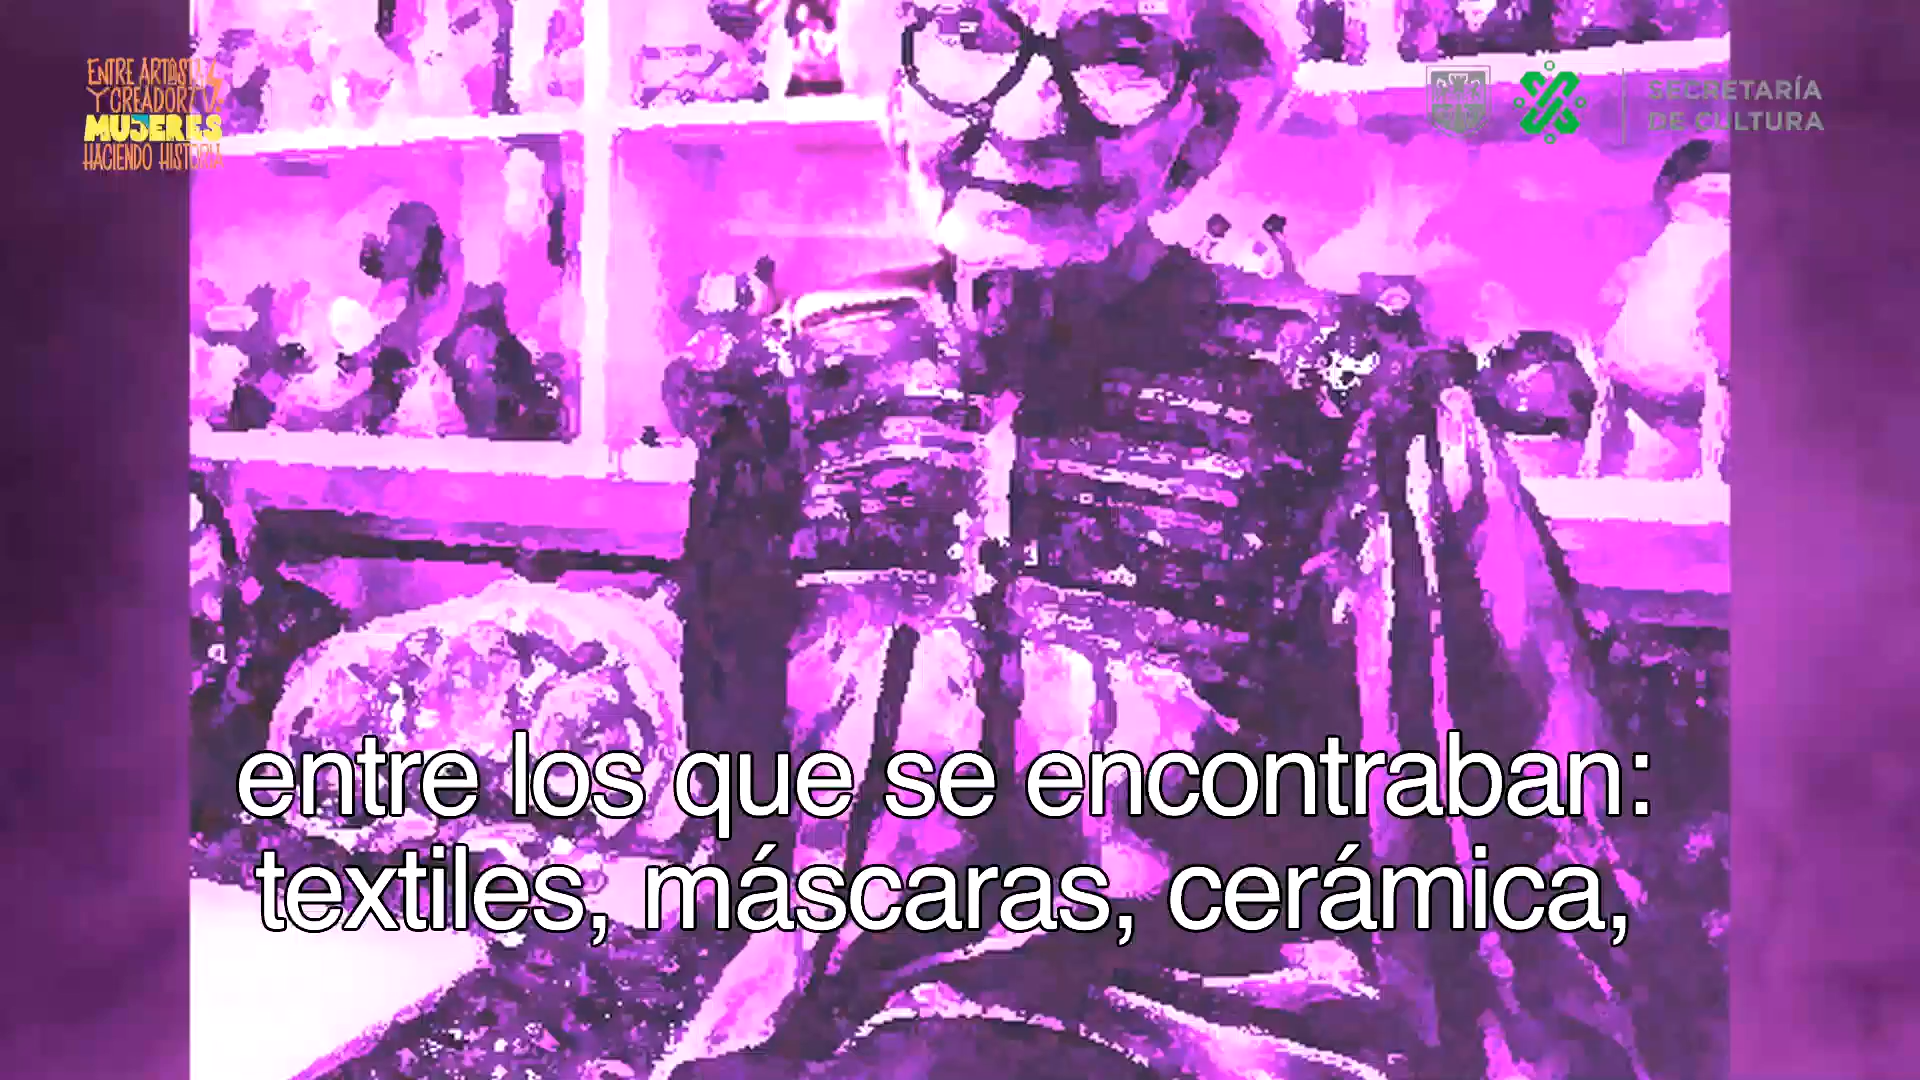 ENTRE ARTISTAS
Y CREADORAS
MUJERES
HACIENDO HISTORIA
SECRETARÍA
DE CULTURA
entre los que se encontraban:
textiles, máscaras, cerámica,